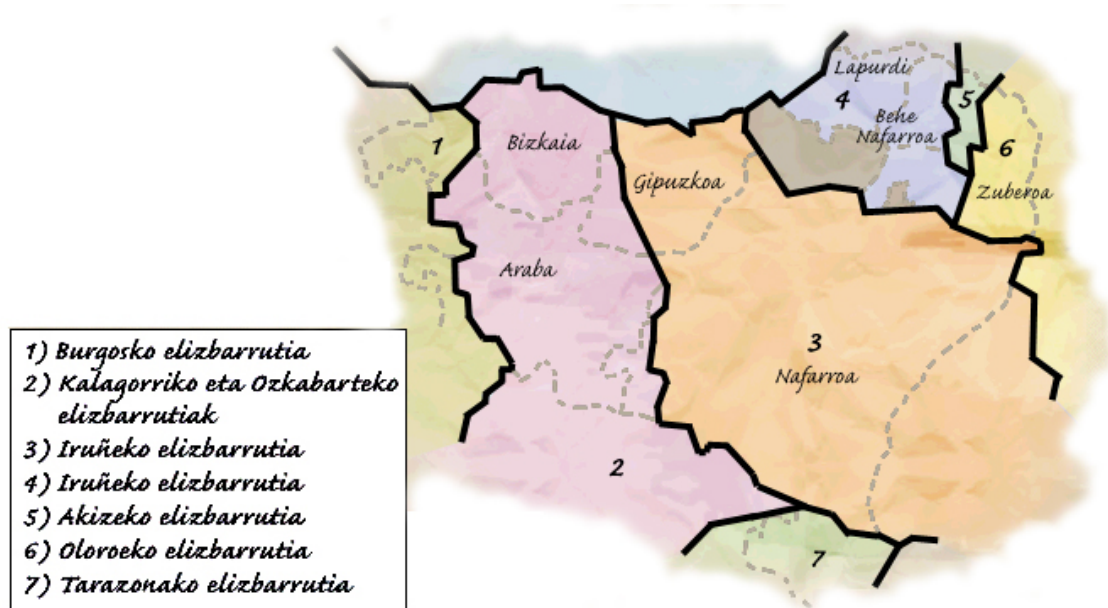 Lapurdi
4
5
Behe
Nafarroa
1
Bizkaia
6
Gipuzkoa
Zuberoa
Araba
3
Nafarroa
2
7
1) Burgosko elizbarrutia
2) Kalagorriko eta Ozkabarteko
elizbarrutiak
3) Iruñeko elizbarrutia
4) Iruñeko elizbarrutia
5) Akizeko elizbarrutia
6) Oloroeko elizbarrutia
7) Tarazonako elizbarrutia